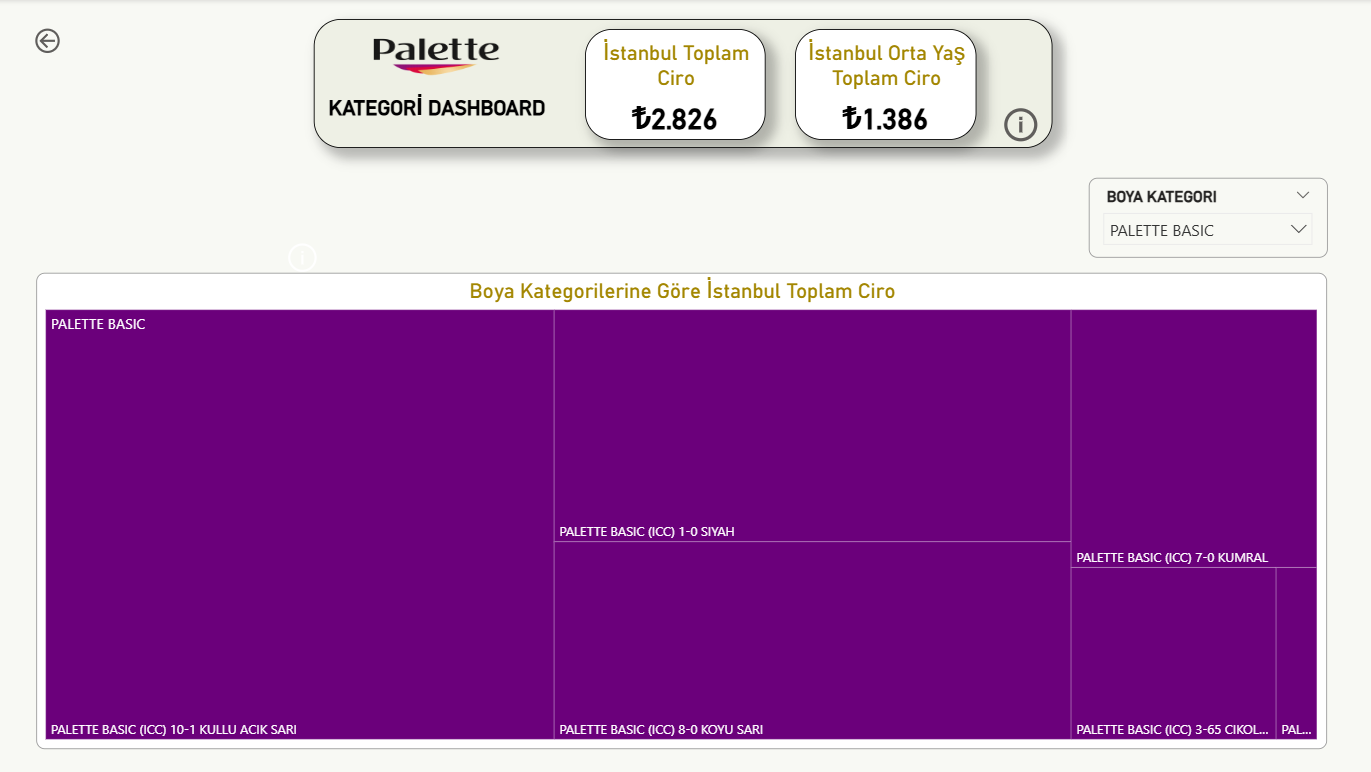 Palette
KATEGORİ DASHBOARD
İstanbul Toplam
Ciro
₺2.826
İstanbul Orta Yaş
Toplam Ciro
₺1.386
i
BOYA KATEGORI
PALETTE BASIC
i
Boya Kategorilerine Göre İstanbul Toplam Ciro
PALETTE BASIC
PALETTE BASIC (ICC) 10-1 KULLU ACIK SARI
PALETTE BASIC (ICC) 1-0 SIYAH
PALETTE BASIC (ICC) 8-0 KOYU SARI
PALETTE BASIC (ICC) 7-0 KUMRAL
PALETTE BASIC (ICC) 3-65 CIKOL...
PAL...